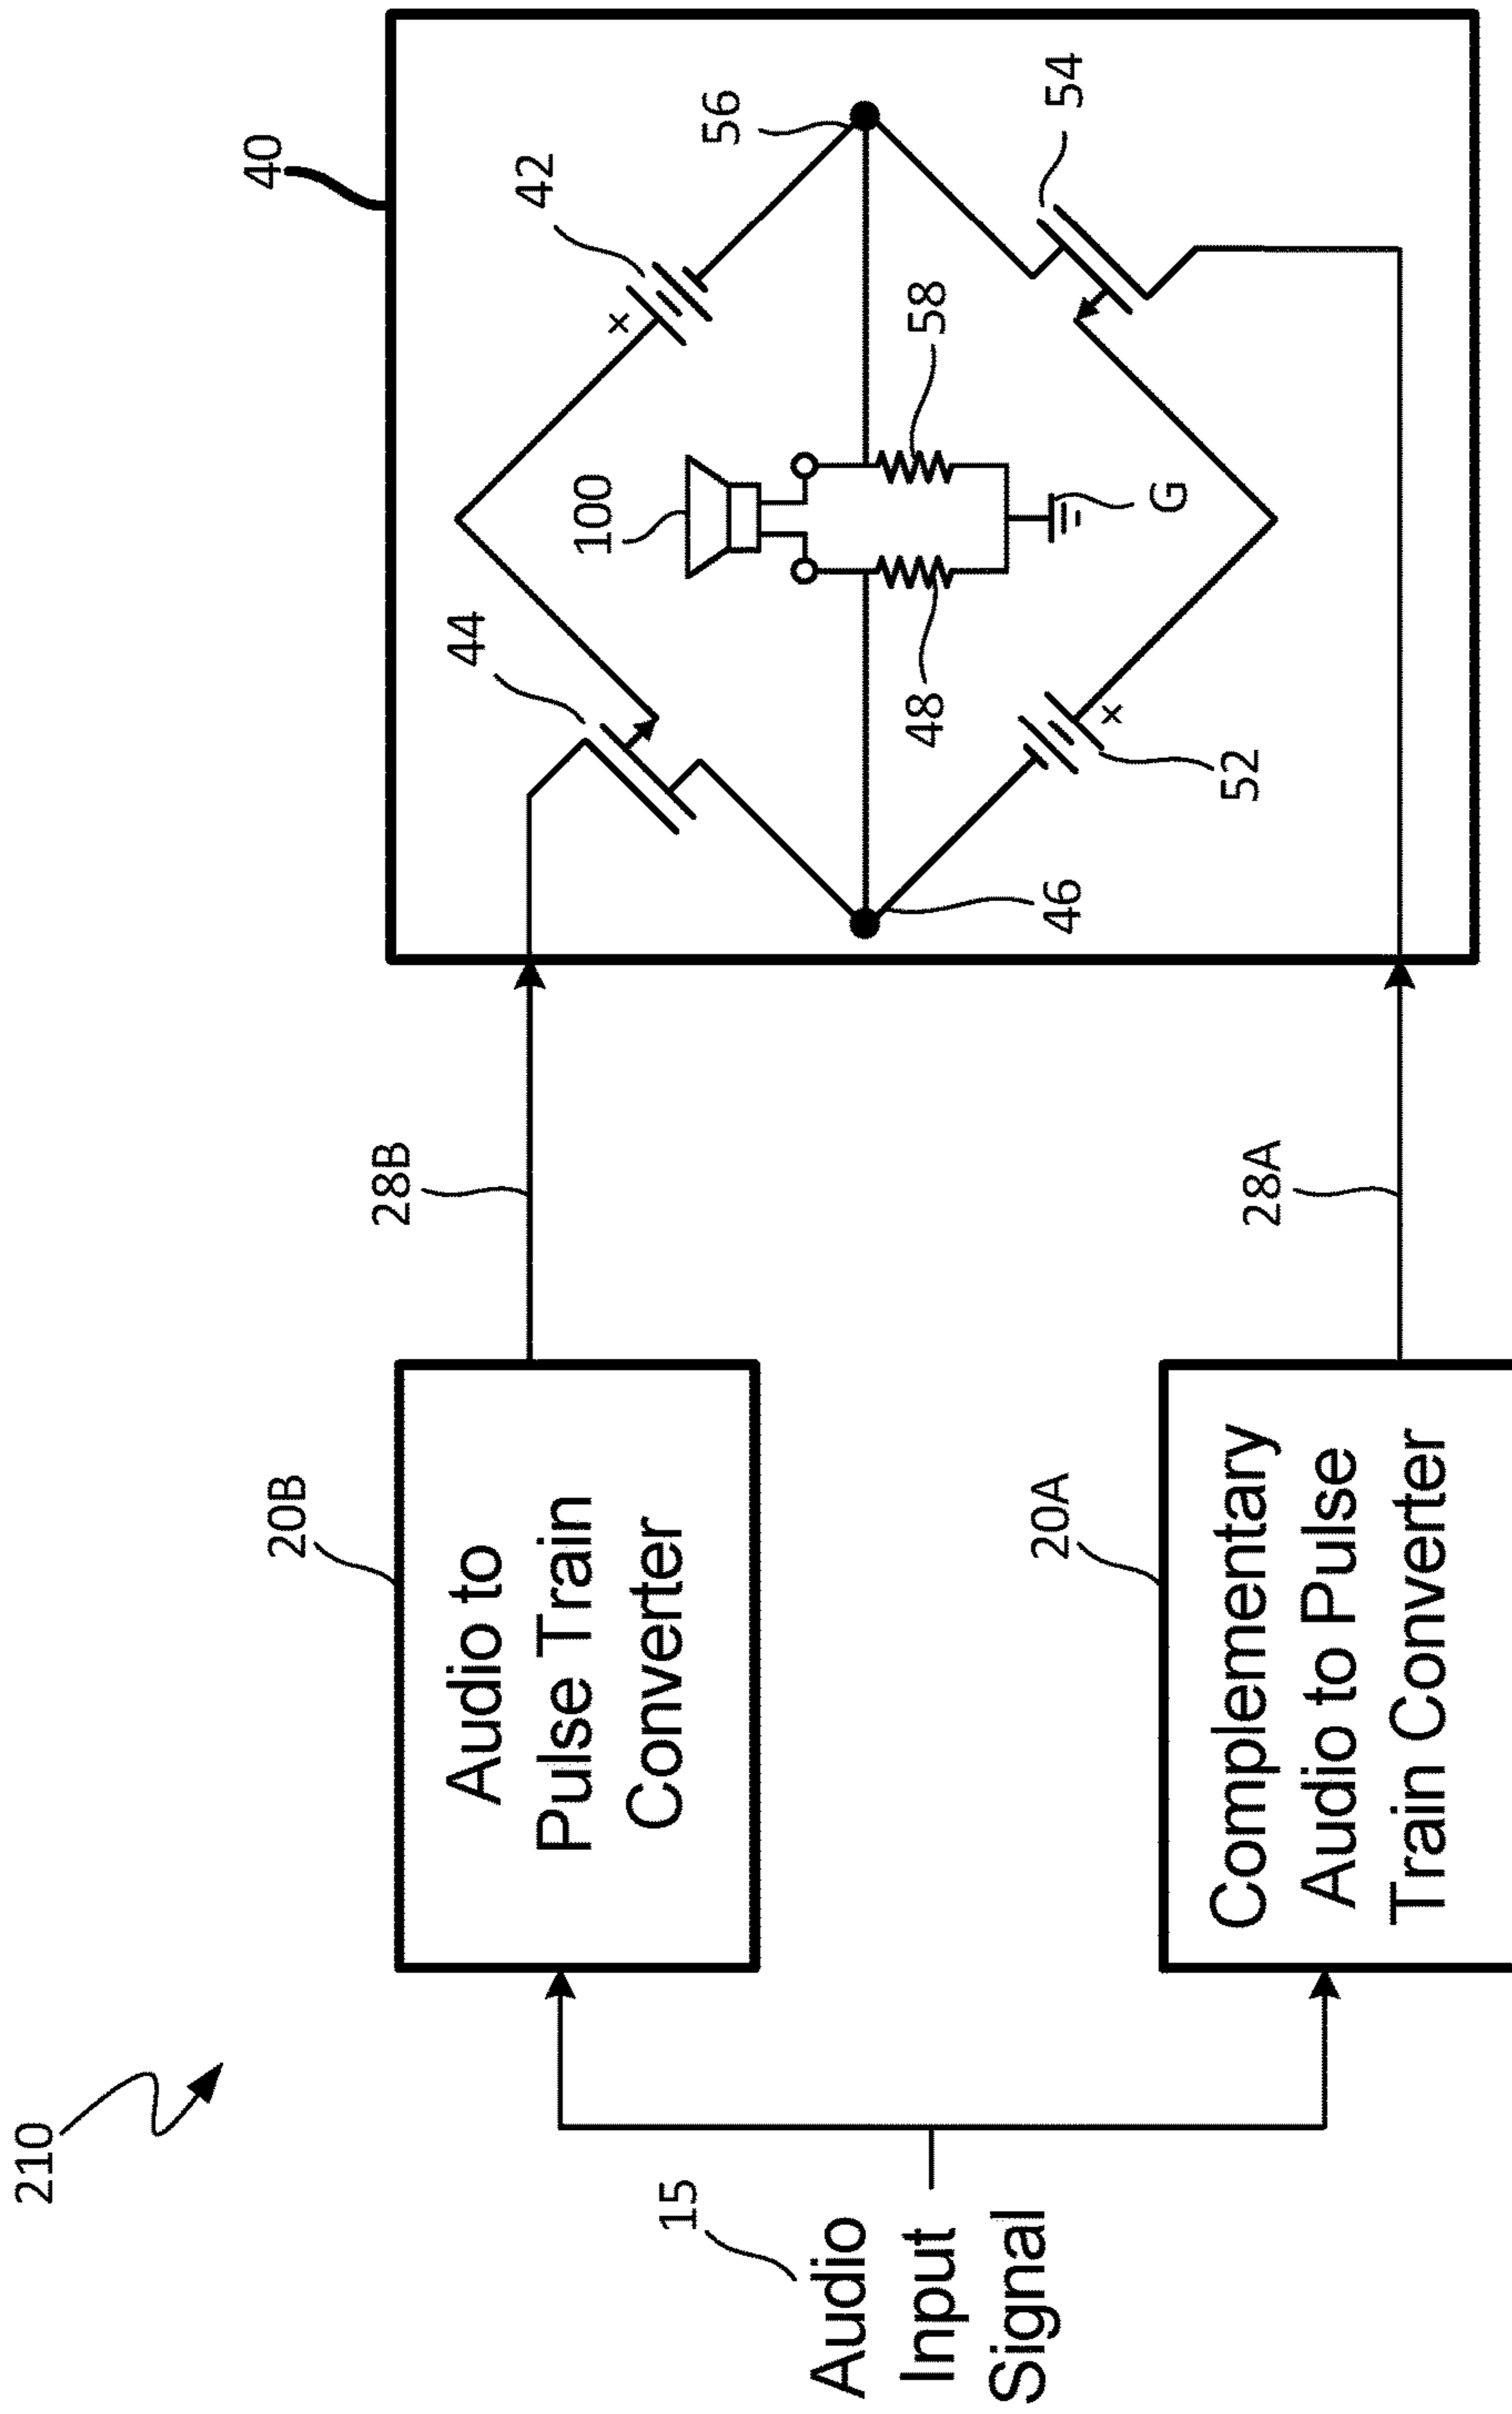 210
15
Audio
Input
Signal
20B
Audio to
Pulse Train
Converter
28B
20A
Complementary
Audio to Pulse
Train Converter
28A
40
44
42
×
100
56
46
48
58
G
52
×
54